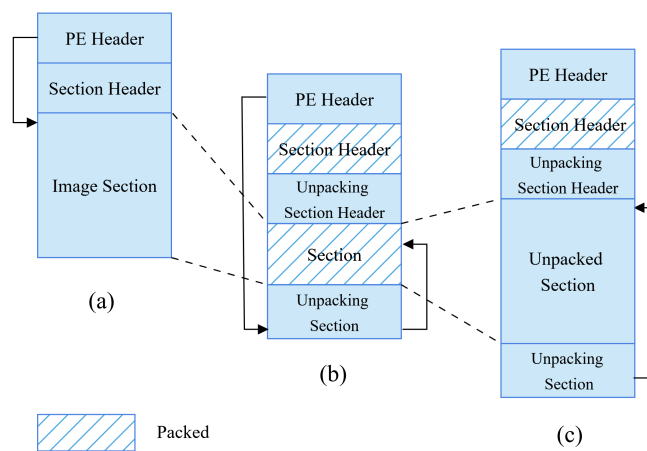 PE Header
Section Header
Image Section
(a)
PE Header
Section Header
Unpacking
Section Header
Section
Unpacking
Section
(b)
PE Header
Section Header
Unpacking
Section Header
Unpacked
Section
Unpacking
Section
(c)
Packed